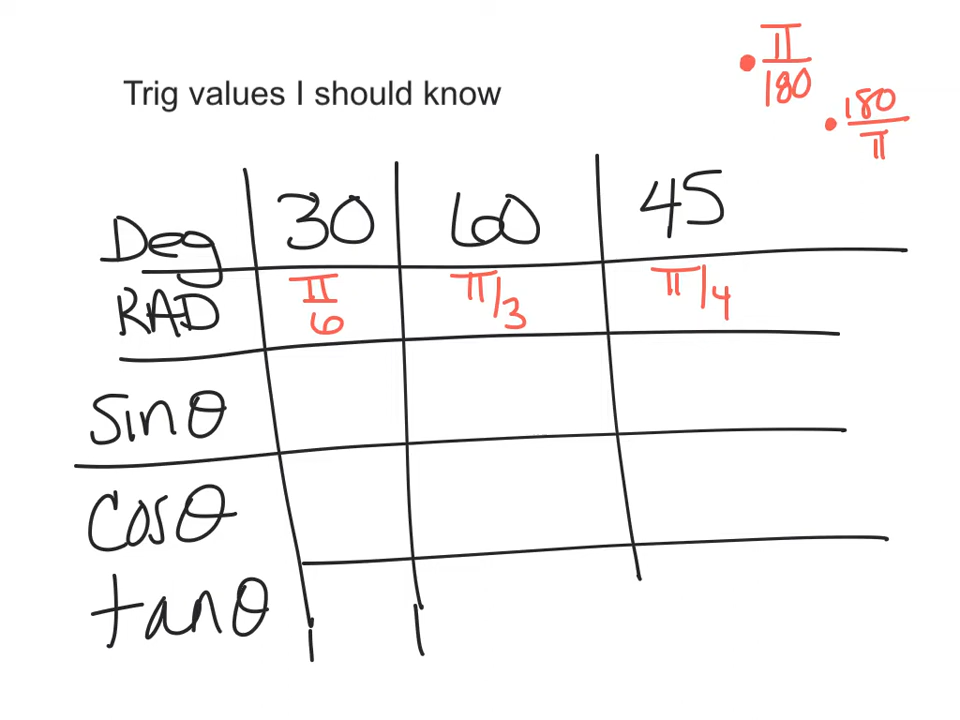 Trig values I should know
• π/180
• 180/π
Deg 30 60 45
RAD π/6 π/3 π/4
sinθ
cosθ
tanθ